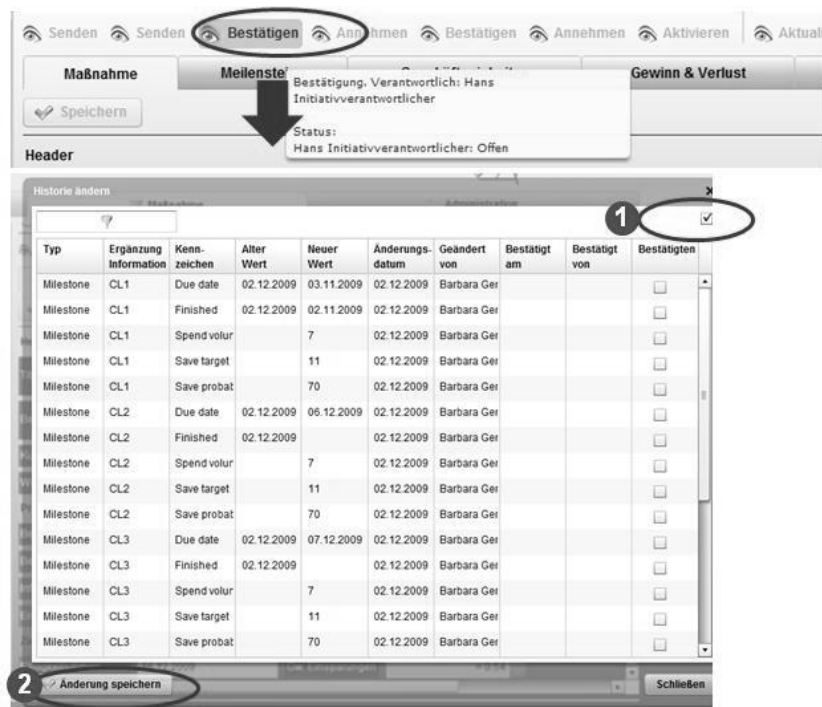 Senden Senden Bestätigen Annehmen Bestätigen Annehmen Aktivieren
Maßnahme Gewinn & Verlust
Bestätigung. Verantwortlich: Hans
Initiativverantwortlicher
Speichern
Status:
Hans Initiativverantwortlicher: Offen
Header
Historie ändern x
1
Typ Ergänzung Information Kenn-zeichen Alter Wert Neuer Wert Änderungs-datum Geändert von Bestätigt am Bestätigt von Bestätigten
Milestone CL1 Due date 02.12.2009 03.11.2009 02.12.2009 Barbara Ger
Milestone CL1 Finished 02.12.2009 02.11.2009 02.12.2009 Barbara Ger
Milestone CL1 Spend volur 7 02.12.2009 Barbara Ger
Milestone CL1 Save target 11 02.12.2009 Barbara Ger
Milestone CL1 Save probat 70 02.12.2009 Barbara Ger
Milestone CL2 Due date 02.12.2009 06.12.2009 02.12.2009 Barbara Ger
Milestone CL2 Finished 02.12.2009 02.12.2009 Barbara Ger
Milestone CL2 Spend volur 7 02.12.2009 Barbara Ger
Milestone CL2 Save target 11 02.12.2009 Barbara Ger
Milestone CL2 Save probat 70 02.12.2009 Barbara Ger
Milestone CL3 Due date 02.12.2009 07.12.2009 02.12.2009 Barbara Ger
Milestone CL3 Finished 02.12.2009 02.12.2009 Barbara Ger
Milestone CL3 Spend volur 7 02.12.2009 Barbara Ger
Milestone CL3 Save target 11 02.12.2009 Barbara Ger
Milestone CL3 Save probat 70 02.12.2009 Barbara Ger
2 Änderung speichern Schließen